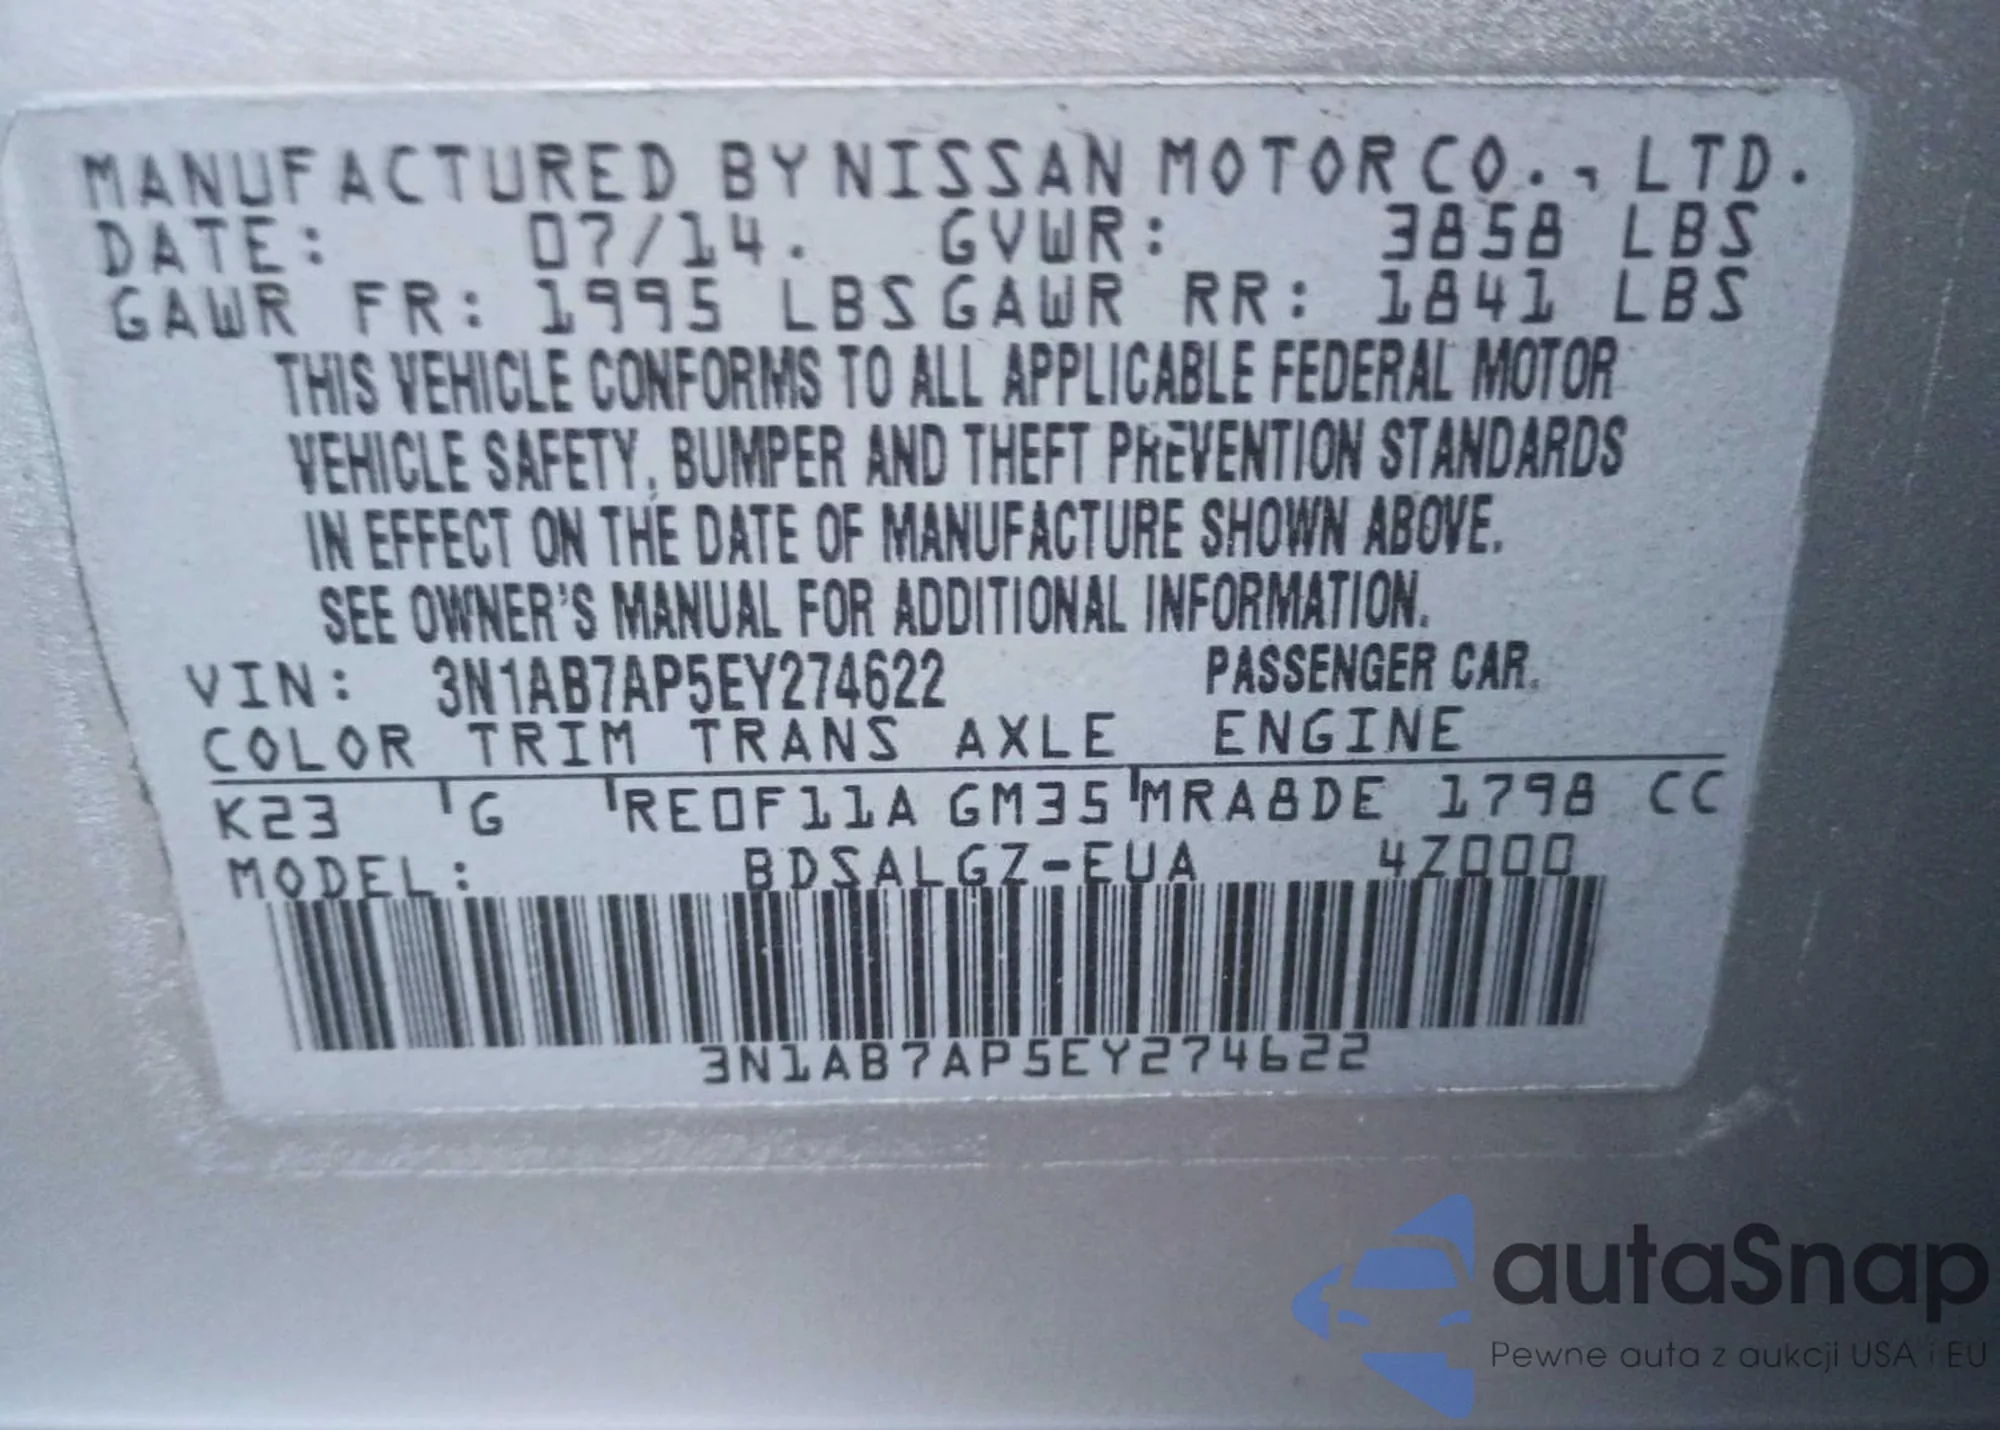 MANUFACTURED BY NISSAN MOTOR CO., LTD.
DATE: 07/14. GVWR: 3858 LBS
GAWR FR: 1995 LBS GAWR RR: 1841 LBS
THIS VEHICLE CONFORMS TO ALL APPLICABLE FEDERAL MOTOR
VEHICLE SAFETY, BUMPER AND THEFT PREVENTION STANDARDS
IN EFFECT ON THE DATE OF MANUFACTURE SHOWN ABOVE.
SEE OWNER'S MANUAL FOR ADDITIONAL INFORMATION.
VIN: 3N1AB7AP5EY274622 PASSENGER CAR.
COLOR TRIM TRANS AXLE ENGINE
K23 G RE0F11A GM35 MRA8DE 1798 CC
MODEL: BDSALGZ-EUA 4Z000
3N1AB7AP5EY274622
autaSnap
Pewne auta z aukcji USA i EU